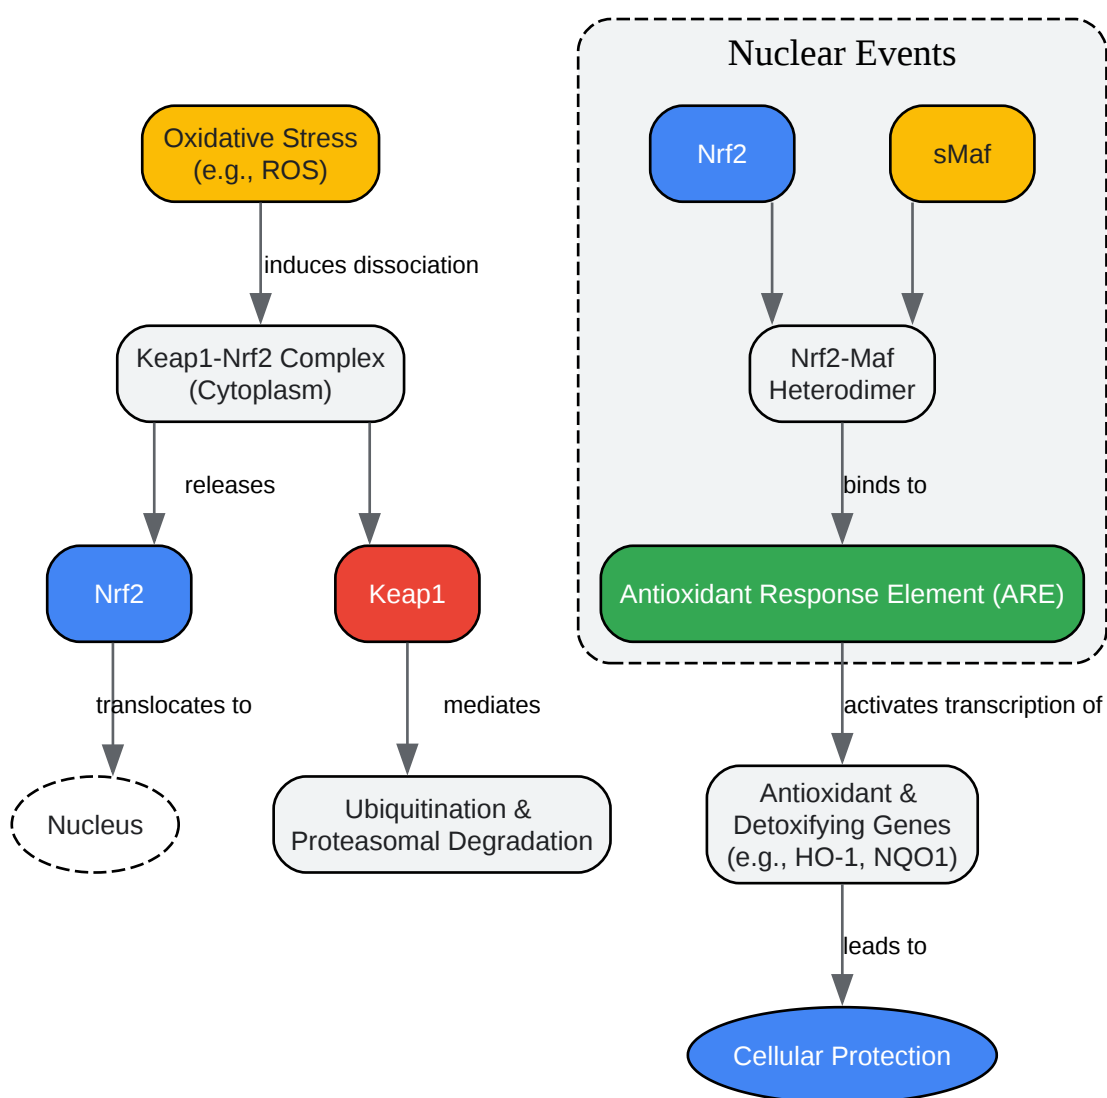 Nuclear Events
Oxidative Stress
(e.g., ROS)
Nrf2
sMaf
induces dissociation
Keap1-Nrf2 Complex
(Cytoplasm)
Nrf2-Maf
Heterodimer
releases
binds to
Nrf2
Keap1
Antioxidant Response Element (ARE)
translocates to
mediates
activates transcription of
Nucleus
Ubiquitination &
Proteasomal Degradation
Antioxidant &
Detoxifying Genes
(e.g., HO-1, NQO1)
leads to
Cellular Protection